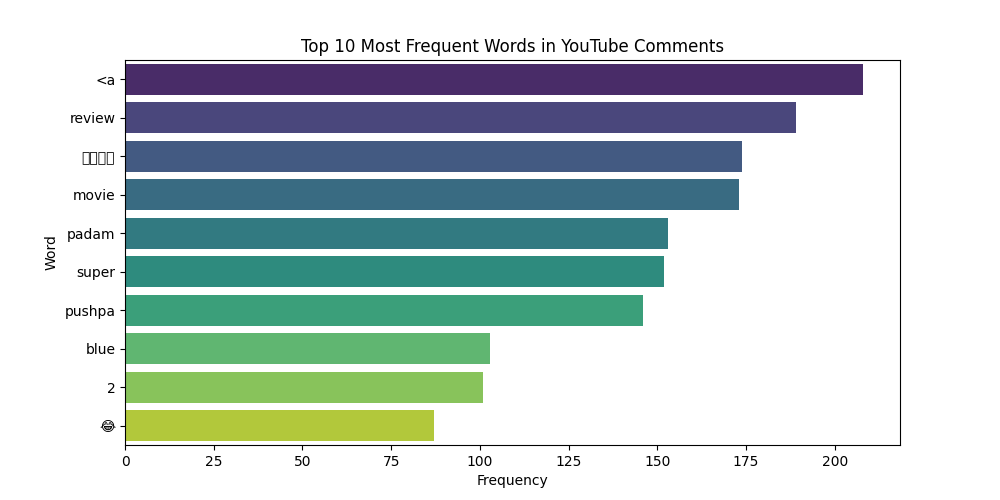 Top 10 Most Frequent Words in YouTube Comments
Word
<a
review
movie
padam
super
pushpa
blue
2
😂
0 25 50 75 100 125 150 175 200
Frequency